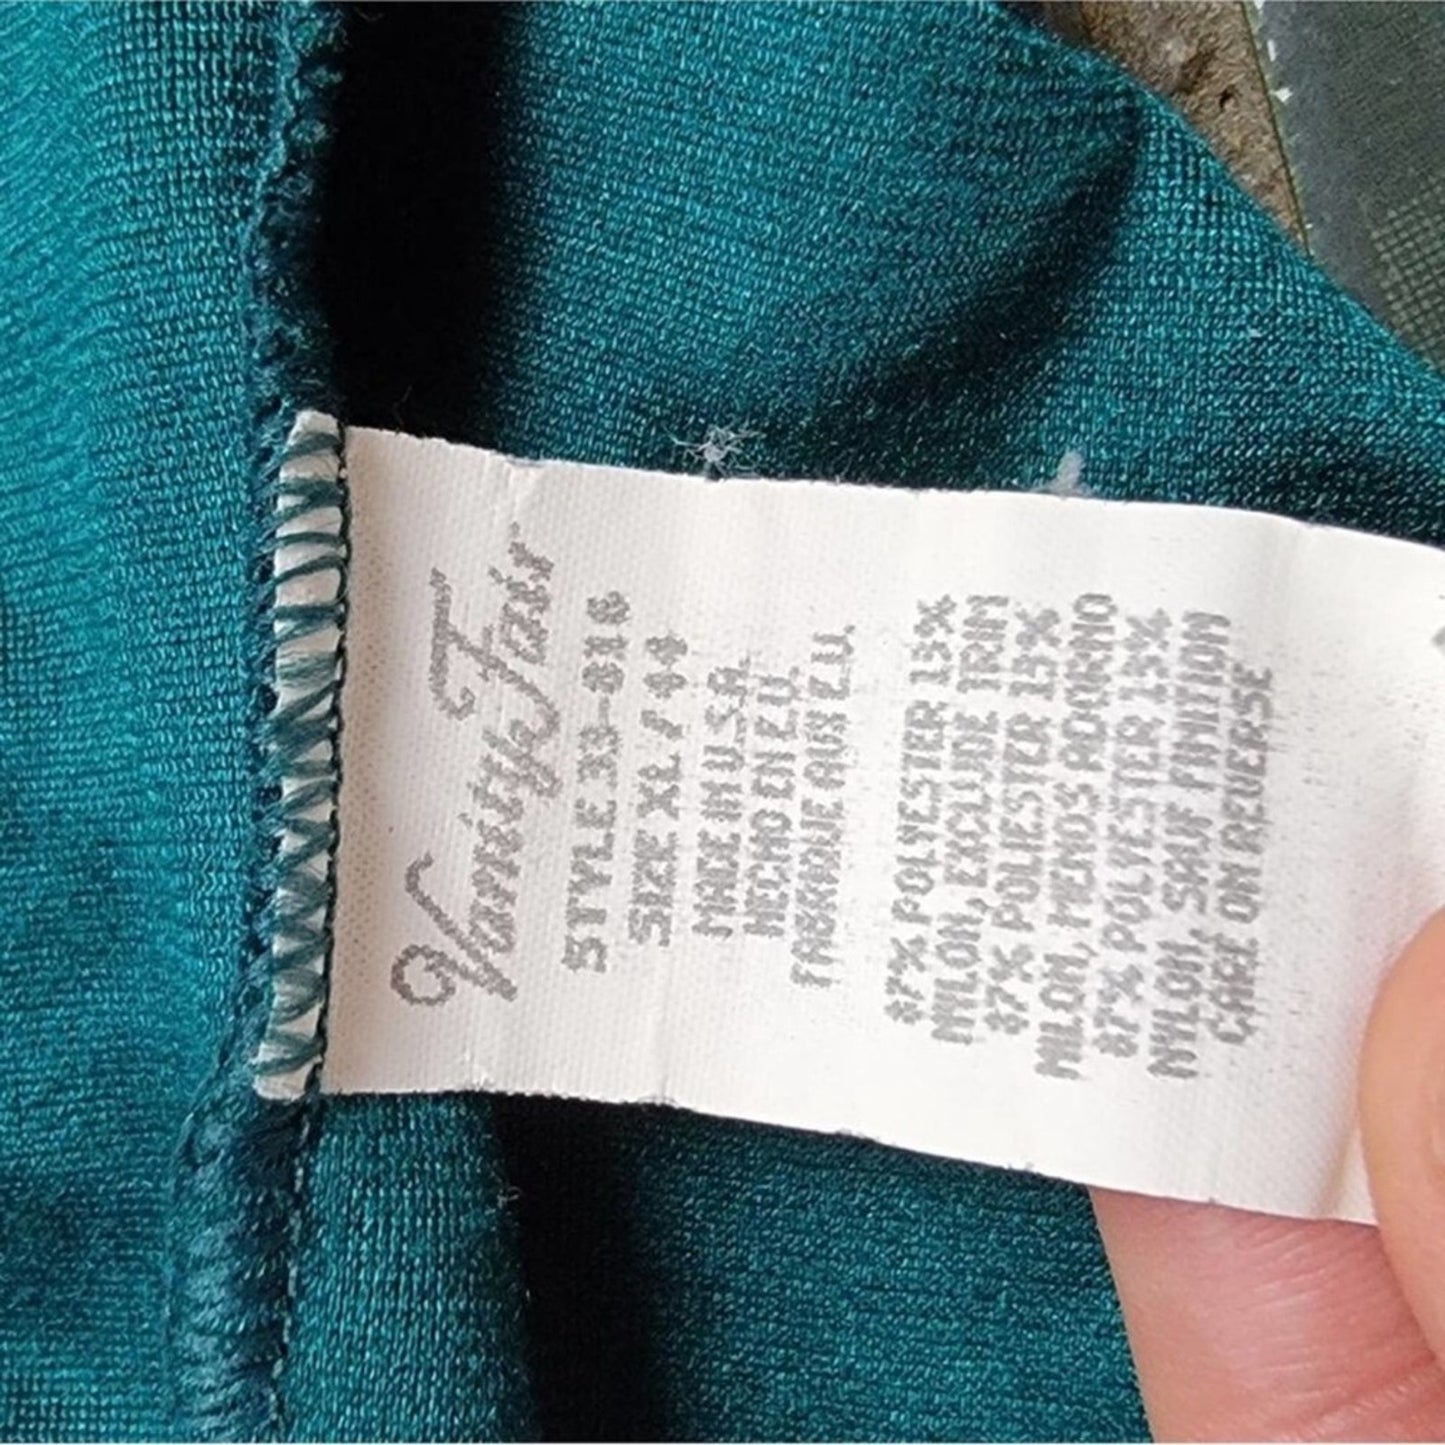 Vanity Fair
STYLE 33-816
SIZE XL/44
MADE IN U.S.A.
HECHO EN E.U.
FABRIQUE AUX E.U.
87% POLYESTER 13%
NYLON, EXCLUDE TRIM
87% POLIESTER 13%
NILON, MENOS ADORNO
87% POLYESTER 13%
NYLON, SAUF FINITION
CARE ON REVERSE